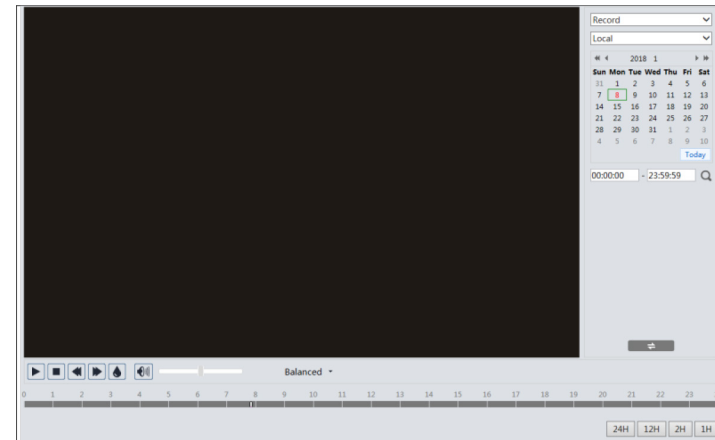 Record
Local
2018 1
Sun Mon Tue Wed Thu Fri Sat
31 1 2 3 4 5 6
7 8 9 10 11 12 13
14 15 16 17 18 19 20
21 22 23 24 25 26 27
28 29 30 31 1 2 3
4 5 6 7 8 9 10
Today
00:00:00 - 23:59:59
Balanced
0 1 2 3 4 5 6 7 8 9 10 11 12 13 14 15 16 17 18 19 20 21 22 23
24H 12H 2H 1H